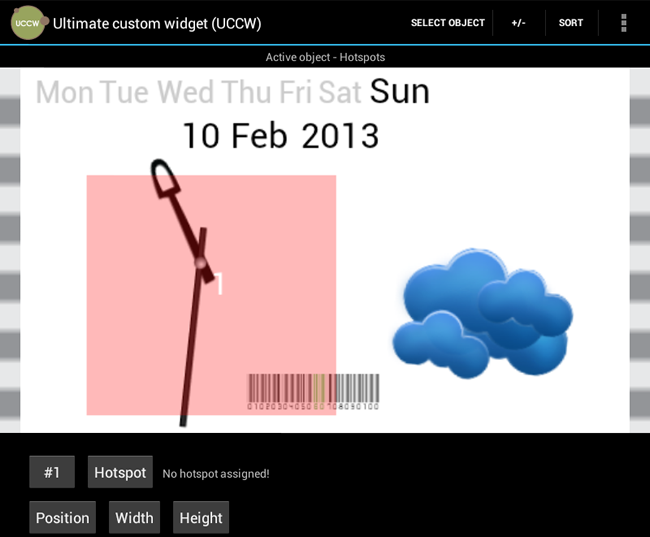 UCCW Ultimate custom widget (UCCW) SELECT OBJECT +/- SORT
Active object - Hotspots
Mon Tue Wed Thu Fri Sat Sun
10 Feb 2013
1
0102030405060708090100
#1 Hotspot No hotspot assigned!
Position Width Height